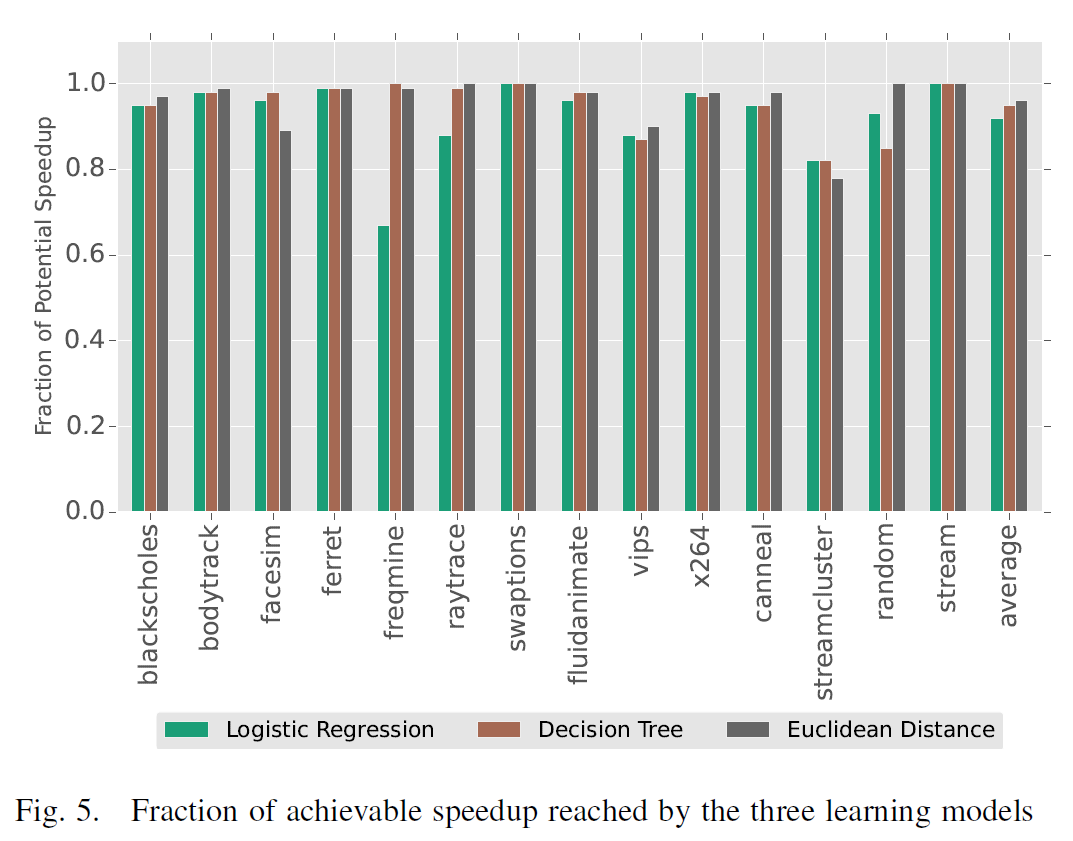 Fraction of Potential Speedup
1.0
0.8
0.6
0.4
0.2
0.0
blackscholes
bodytrack
facesim
ferret
freqmine
raytrace
swaptions
fluidanimate
vips
x264
canneal
streamcluster
random
stream
average
Logistic Regression Decision Tree Euclidean Distance
Fig. 5. Fraction of achievable speedup reached by the three learning models